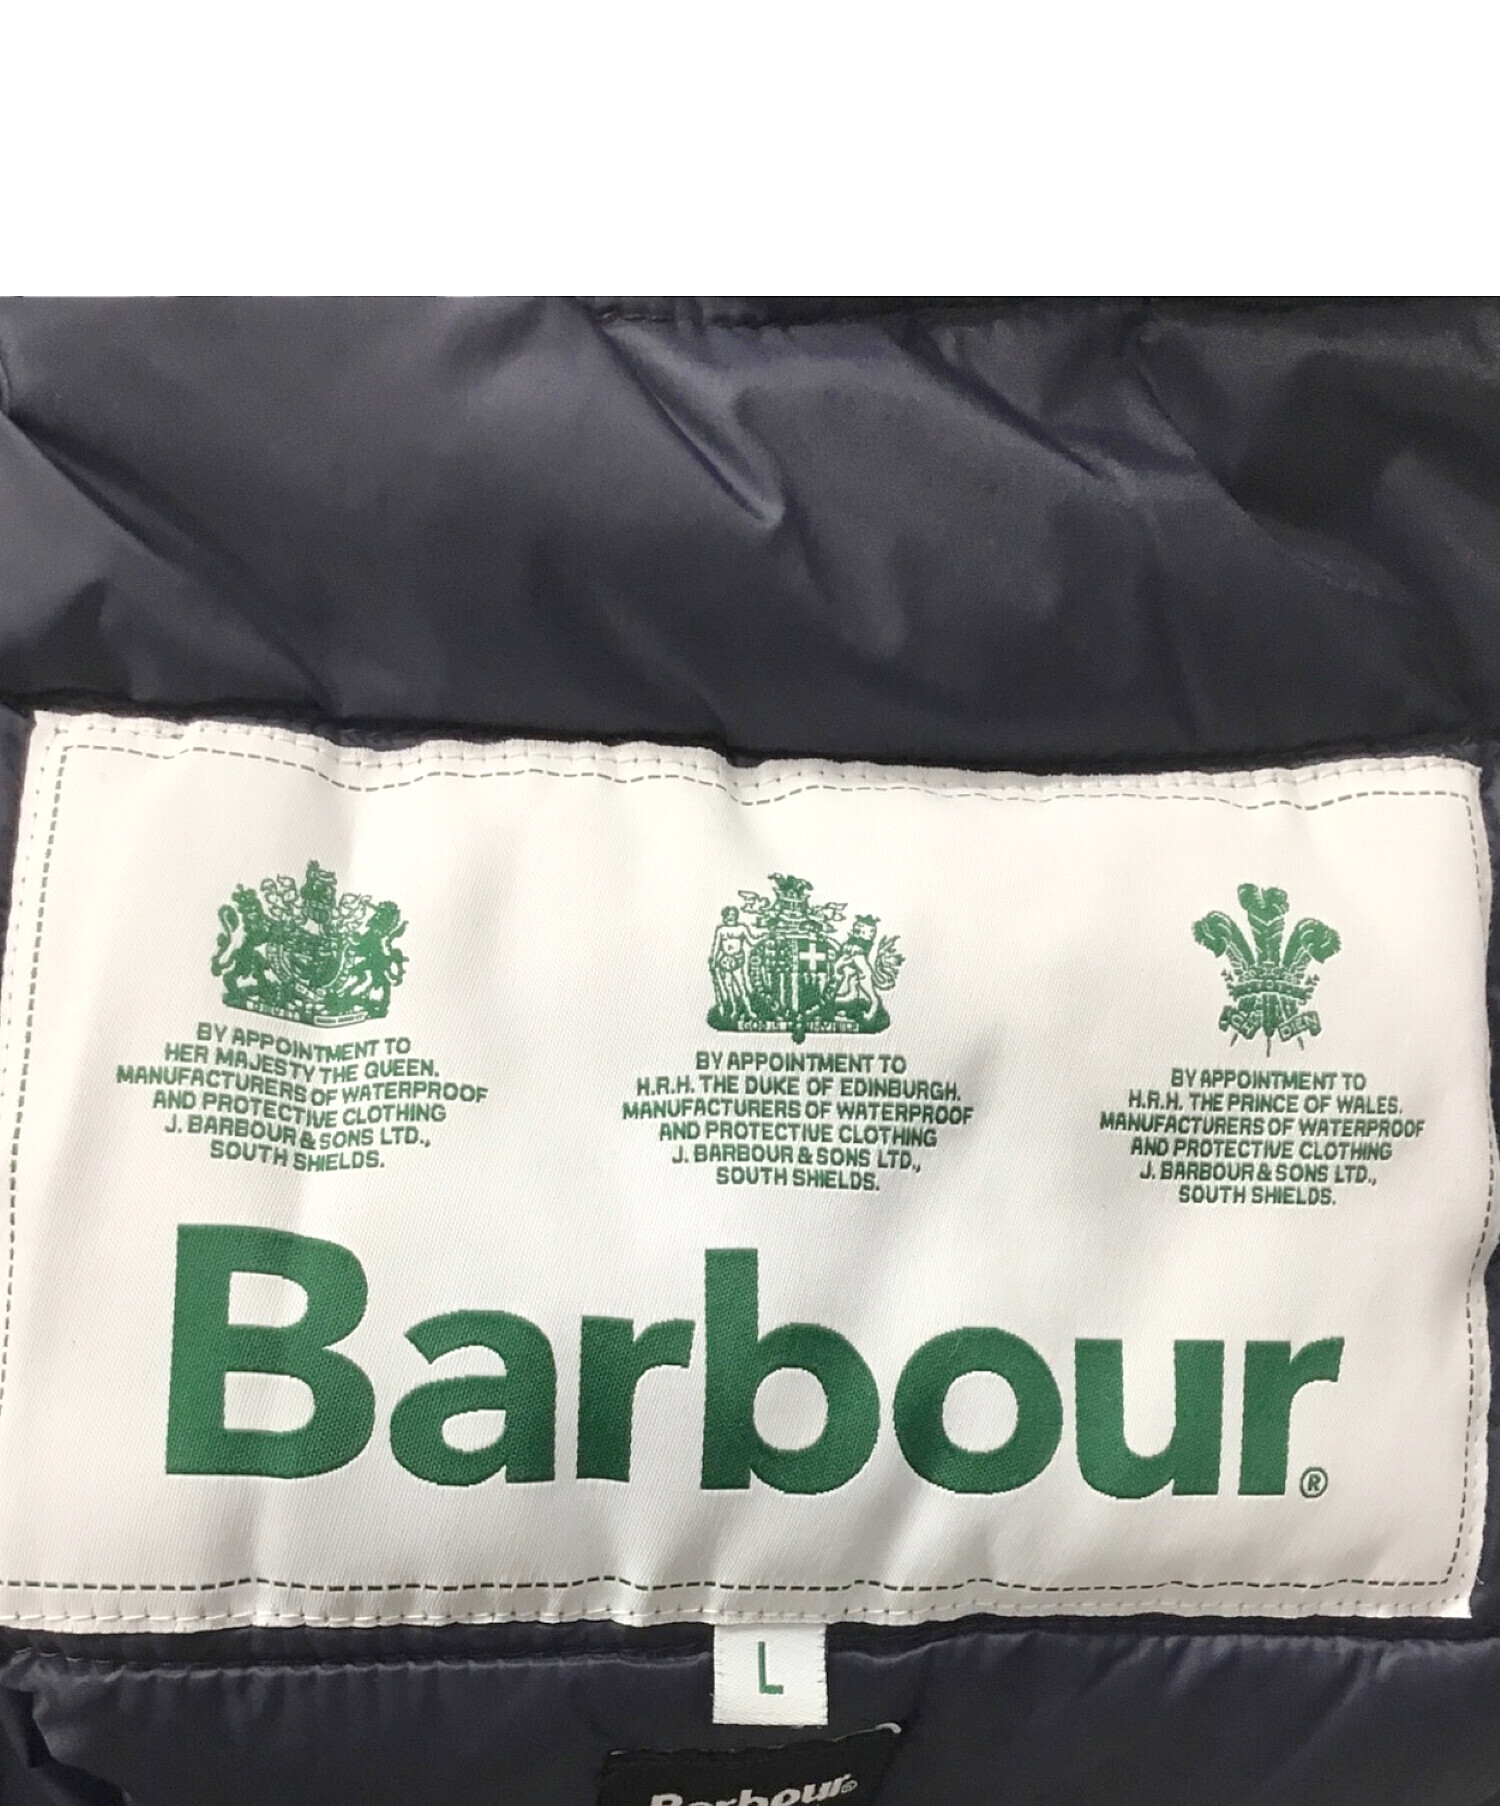 BY APPOINTMENT TO
HER MAJESTY THE QUEEN.
MANUFACTURERS OF WATERPROOF
AND PROTECTIVE CLOTHING
J. BARBOUR & SONS LTD.,
SOUTH SHIELDS.
BY APPOINTMENT TO
H.R.H. THE DUKE OF EDINBURGH.
MANUFACTURERS OF WATERPROOF
AND PROTECTIVE CLOTHING
J. BARBOUR & SONS LTD.,
SOUTH SHIELDS.
BY APPOINTMENT TO
H.R.H. THE PRINCE OF WALES.
MANUFACTURERS OF WATERPROOF
AND PROTECTIVE CLOTHING
J. BARBOUR & SONS LTD.,
SOUTH SHIELDS.
Barbour®
L
Barbour®